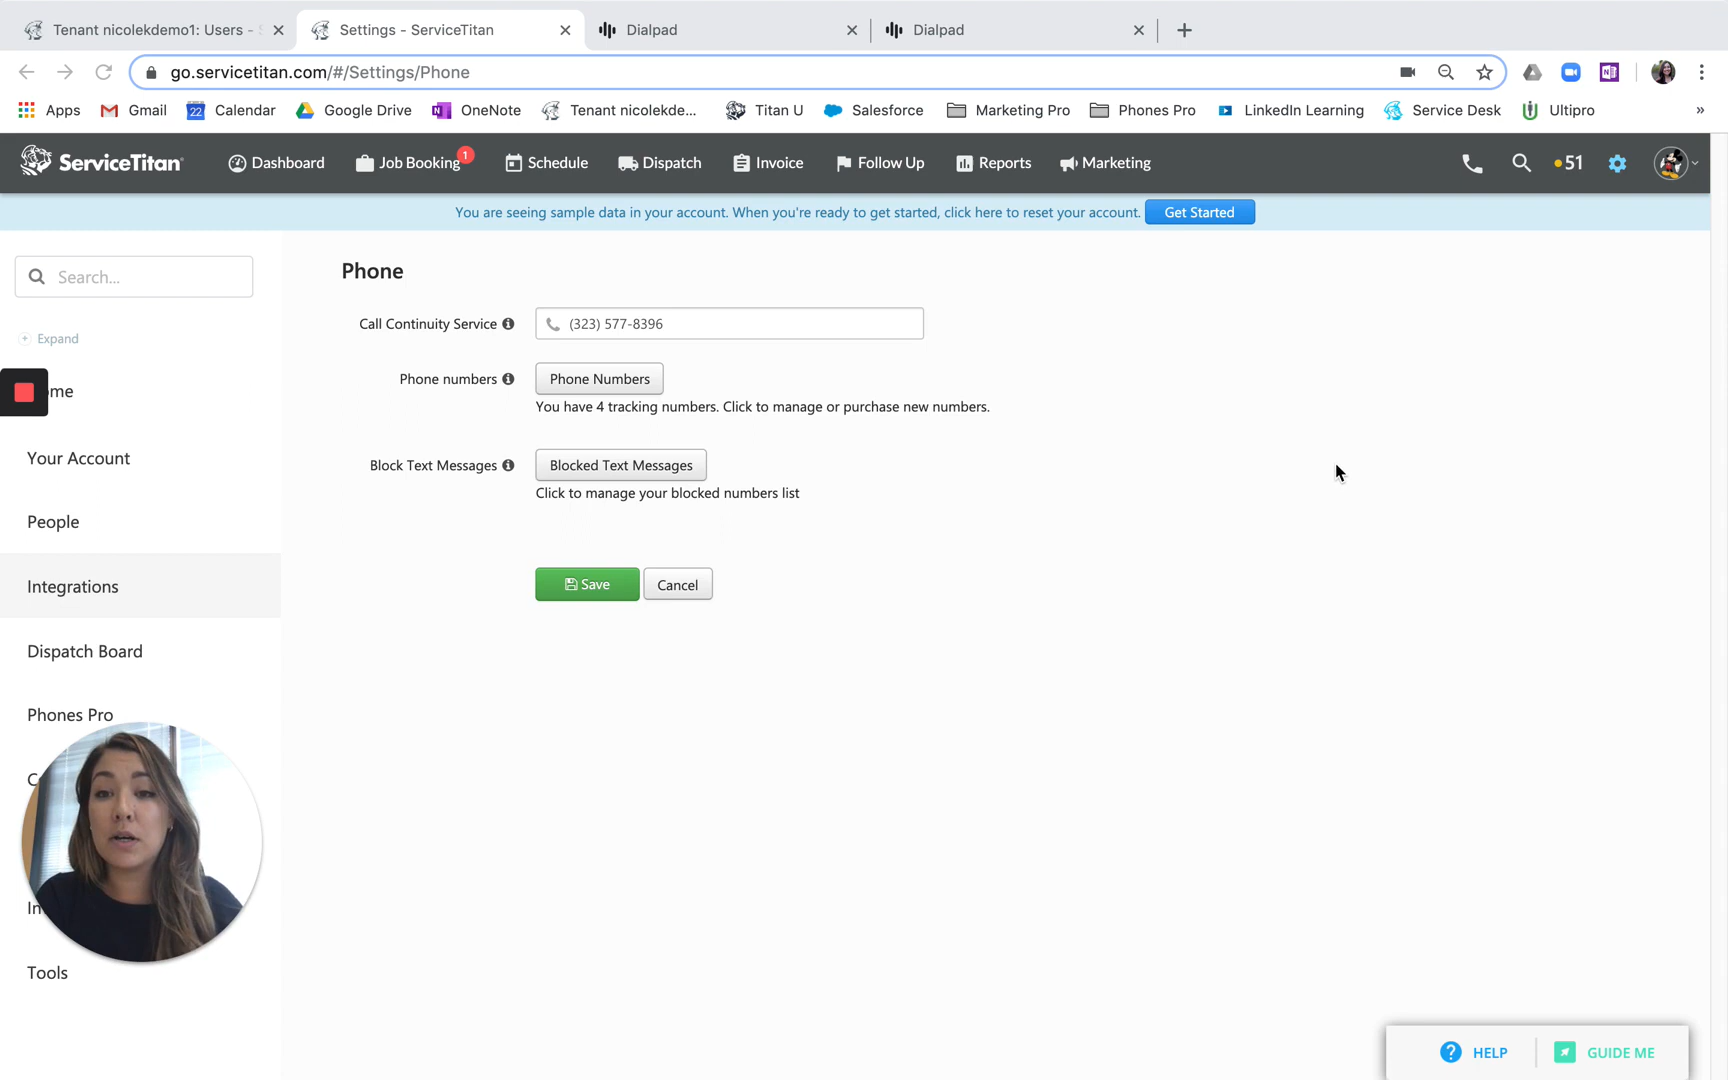 Tenant nicolekdemo1: Users - S
Settings - ServiceTitan
Dialpad
Dialpad
go.servicetitan.com/#/Settings/Phone
Apps
Gmail
22 Calendar
Google Drive
OneNote
Tenant nicolekde...
Titan U
Salesforce
Marketing Pro
Phones Pro
LinkedIn Learning
Service Desk
Ultipro
»
ServiceTitan
Dashboard
Job Booking 1
Schedule
Dispatch
Invoice
Follow Up
Reports
Marketing
51
You are seeing sample data in your account. When you're ready to get started, click here to reset your account. Get Started
Search...
Expand
ome
Your Account
People
Integrations
Dispatch Board
Phones Pro
C
In
Tools
Phone
Call Continuity Service (323) 577-8396
Phone numbers Phone Numbers
You have 4 tracking numbers. Click to manage or purchase new numbers.
Block Text Messages Blocked Text Messages
Click to manage your blocked numbers list
Save Cancel
? HELP GUIDE ME